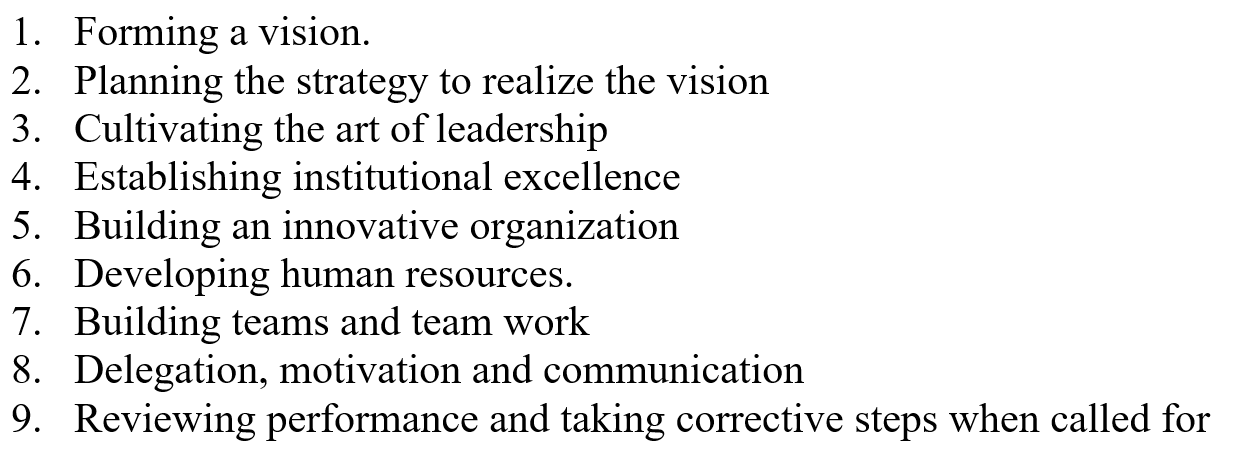 1. Forming a vision.
2. Planning the strategy to realize the vision
3. Cultivating the art of leadership
4. Establishing institutional excellence
5. Building an innovative organization
6. Developing human resources.
7. Building teams and team work
8. Delegation, motivation and communication
9. Reviewing performance and taking corrective steps when called for